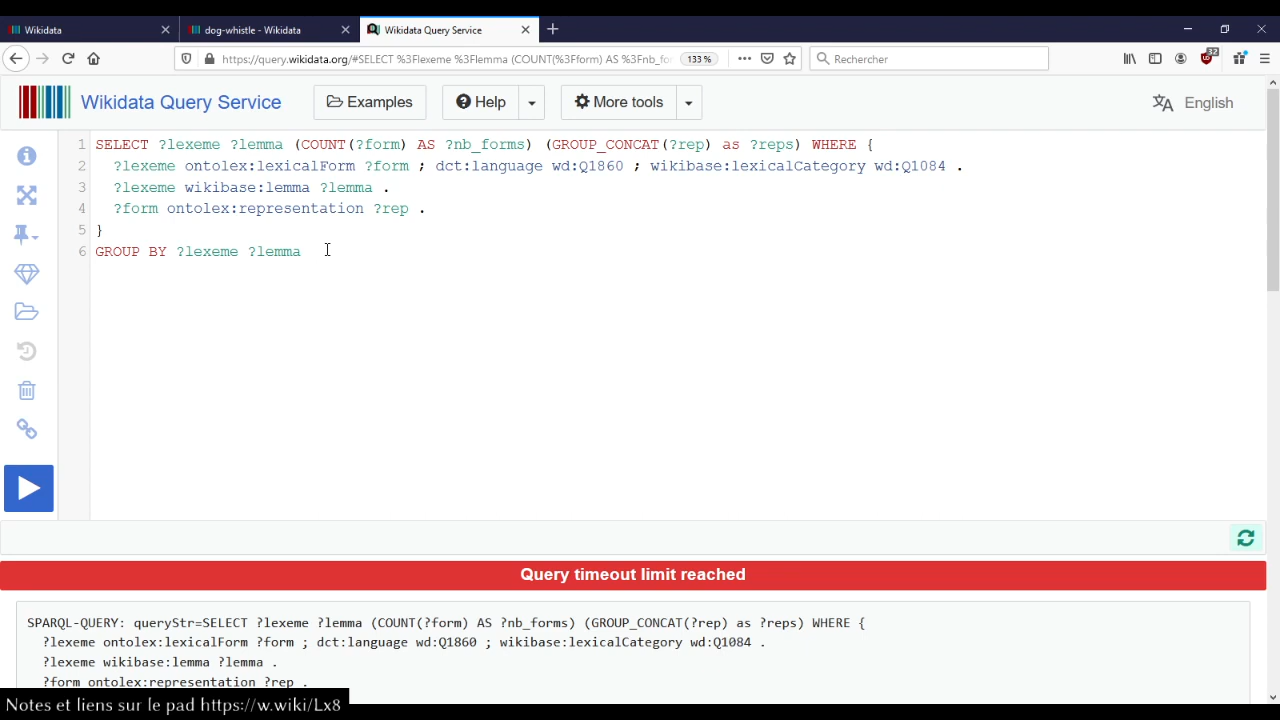 Wikidata
dog-whistle - Wikidata
Wikidata Query Service
https://query.wikidata.org/#SELECT %3Flexeme %3Flemma (COUNT(%3Fform) AS %3Fnb_fo
133 %
Rechercher
32
Wikidata Query Service
Examples
Help
More tools
English
1 SELECT ?lexeme ?lemma (COUNT(?form) AS ?nb_forms) (GROUP_CONCAT(?rep) as ?reps) WHERE {
2 ?lexeme ontolex:lexicalForm ?form ; dct:language wd:Q1860 ; wikibase:lexicalCategory wd:Q1084 .
3 ?lexeme wikibase:lemma ?lemma .
4 ?form ontolex:representation ?rep .
5 }
6 GROUP BY ?lexeme ?lemma
Query timeout limit reached
SPARQL-QUERY: queryStr=SELECT ?lexeme ?lemma (COUNT(?form) AS ?nb_forms) (GROUP_CONCAT(?rep) as ?reps) WHERE {
?lexeme ontolex:lexicalForm ?form ; dct:language wd:Q1860 ; wikibase:lexicalCategory wd:Q1084 .
?lexeme wikibase:lemma ?lemma .
?form ontolex:representation ?rep .
Notes et liens sur le pad https://w.wiki/Lx8